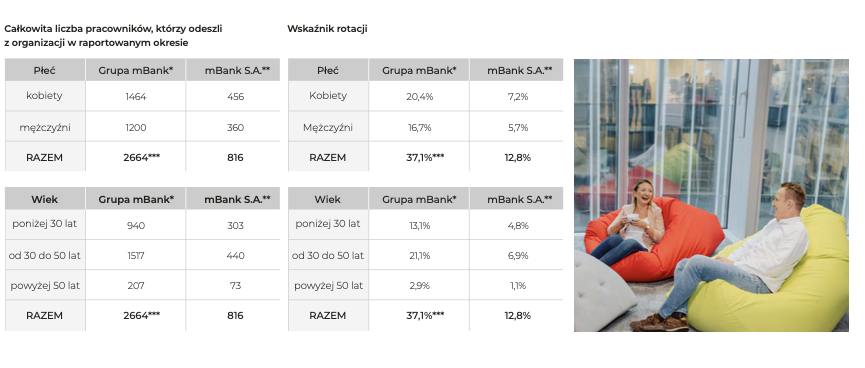 Całkowita liczba pracowników, którzy odeszli
z organizacji w raportowanym okresie
Płeć Grupa mBank* mBank S.A.**
kobiety 1464 456
mężczyźni 1200 360
RAZEM 2664*** 816
Wiek Grupa mBank* mBank S.A.**
poniżej 30 lat 940 303
od 30 do 50 lat 1517 440
powyżej 50 lat 207 73
RAZEM 2664*** 816
Wskaźnik rotacji
Płeć Grupa mBank* mBank S.A.**
Kobiety 20,4% 7,2%
Mężczyźni 16,7% 5,7%
RAZEM 37,1%*** 12,8%
Wiek Grupa mBank* mBank S.A.**
poniżej 30 lat 13,1% 4,8%
od 30 do 50 lat 21,1% 6,9%
powyżej 50 lat 2,9% 1,1%
RAZEM 37,1%*** 12,8%